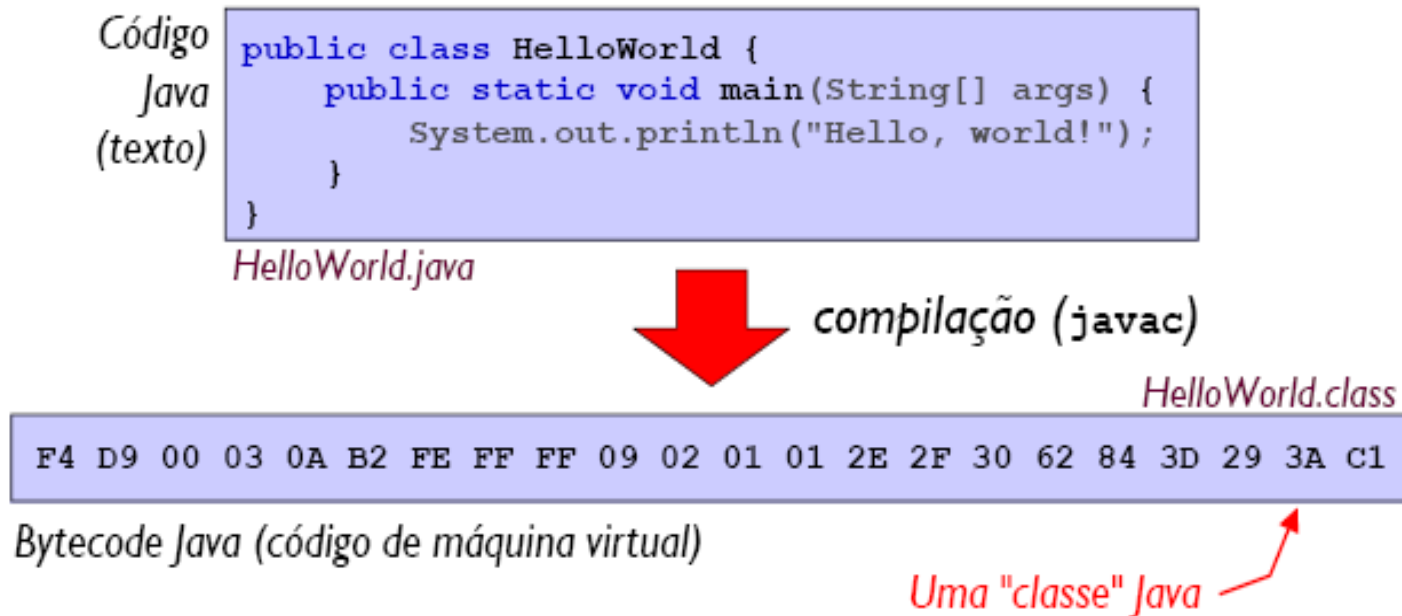 Código
Java
(texto)
public class HelloWorld {
    public static void main(String[] args) {
        System.out.println("Hello, world!");
    }
}
HelloWorld.java
compilação (javac)
HelloWorld.class
F4 D9 00 03 0A B2 FE FF FF 09 02 01 01 2E 2F 30 62 84 3D 29 3A C1
Bytecode Java (código de máquina virtual)
Uma "classe" Java